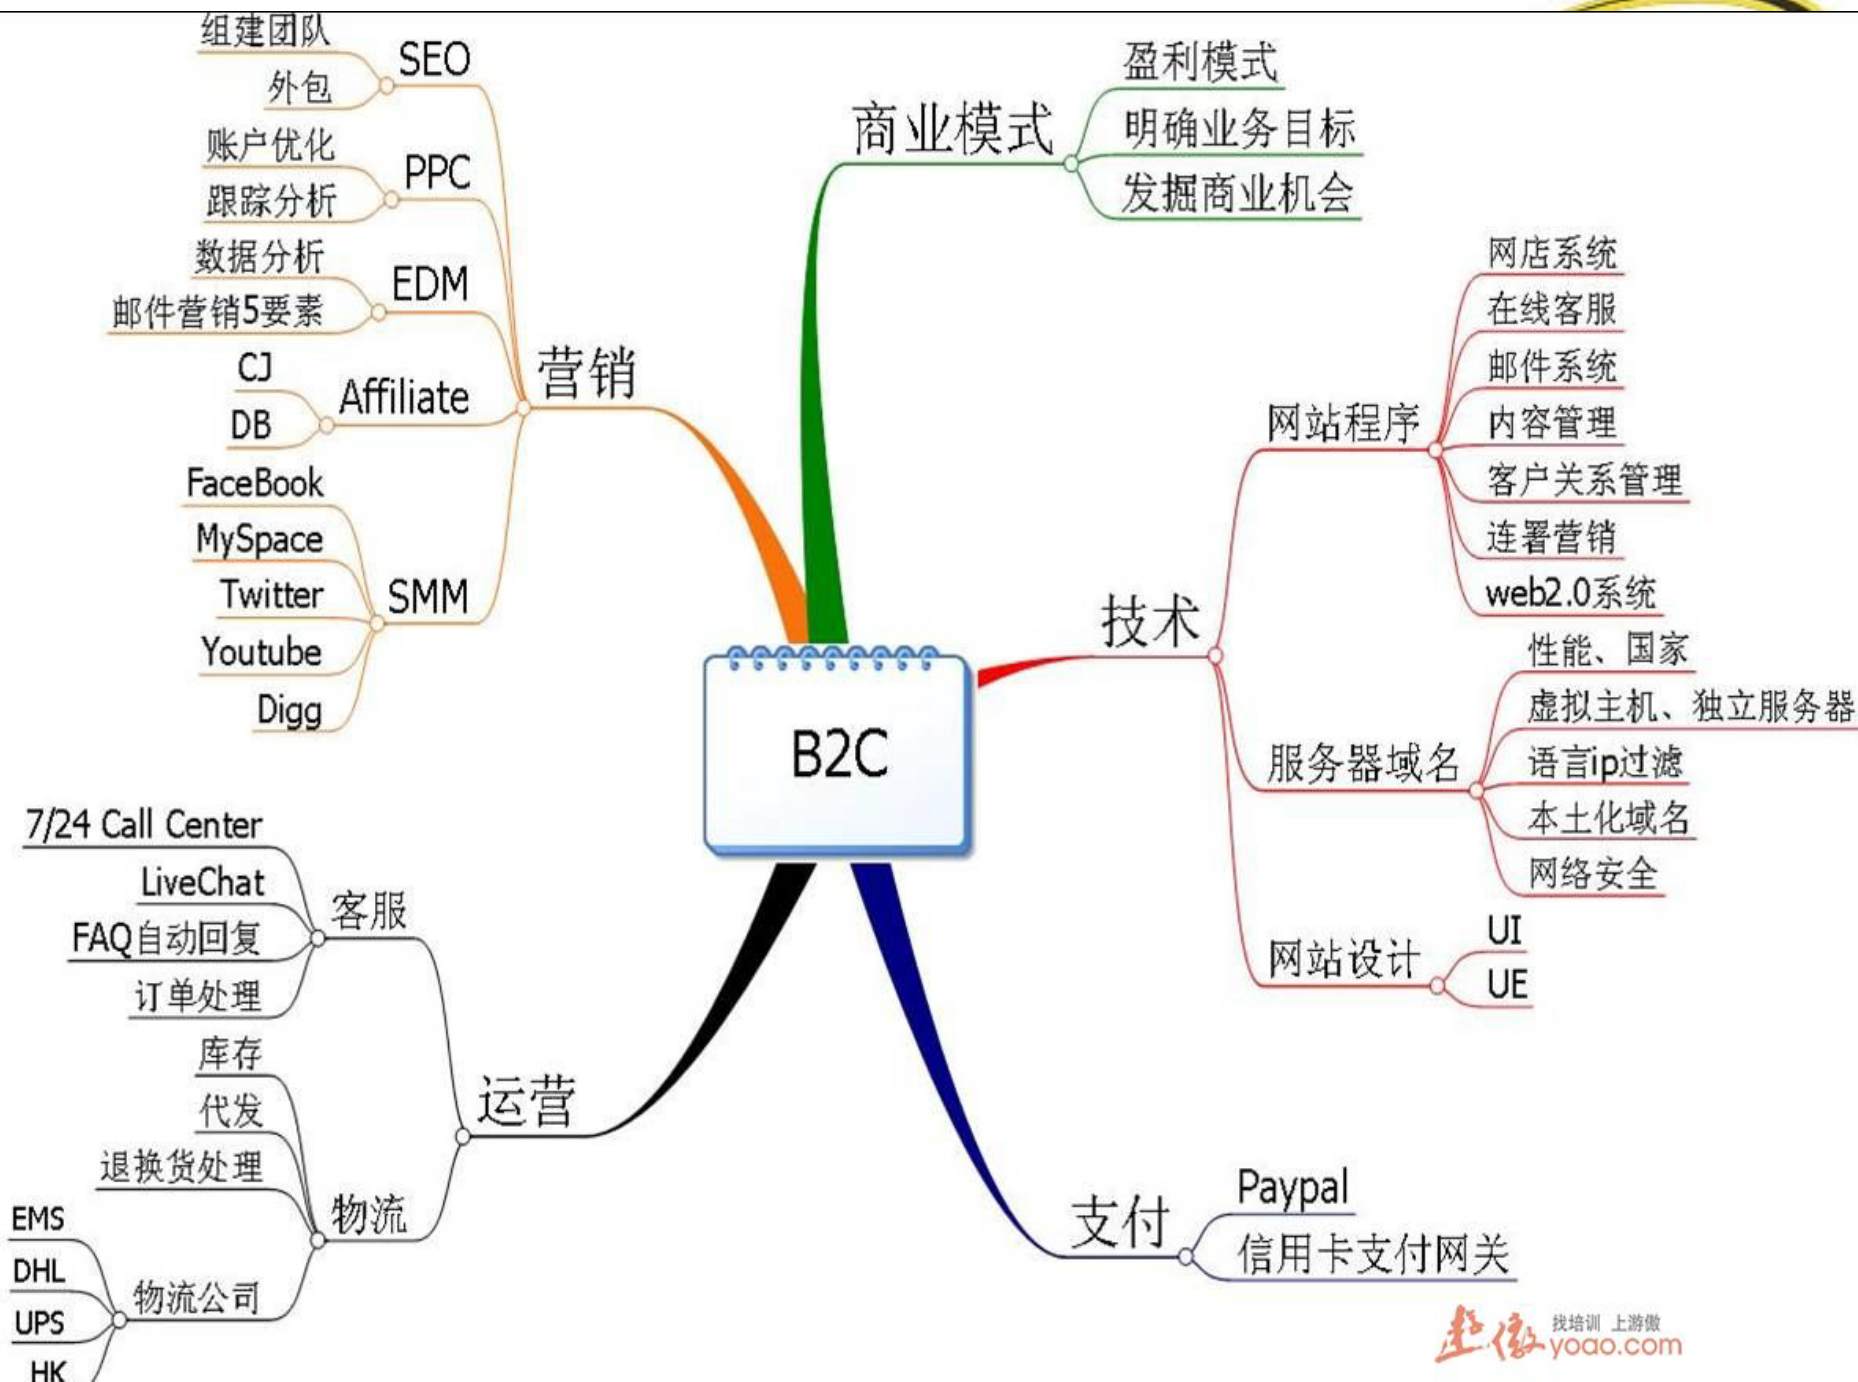 B2C
商业模式
盈利模式
明确业务目标
发掘商业机会
技术
网站程序
网店系统
在线客服
邮件系统
内容管理
客户关系管理
连署营销
web2.0系统
服务器域名
性能、国家
虚拟主机、独立服务器
语言ip过滤
本土化域名
网络安全
网站设计
UI
UE
支付
Paypal
信用卡支付网关
营销
SEO
组建团队
外包
PPC
账户优化
跟踪分析
EDM
数据分析
邮件营销5要素
Affiliate
CJ
DB
SMM
FaceBook
MySpace
Twitter
Youtube
Digg
运营
客服
7/24 Call Center
LiveChat
FAQ自动回复
订单处理
物流
库存
代发
退换货处理
物流公司
EMS
DHL
UPS
HK
找培训 上游傲
yoao.com